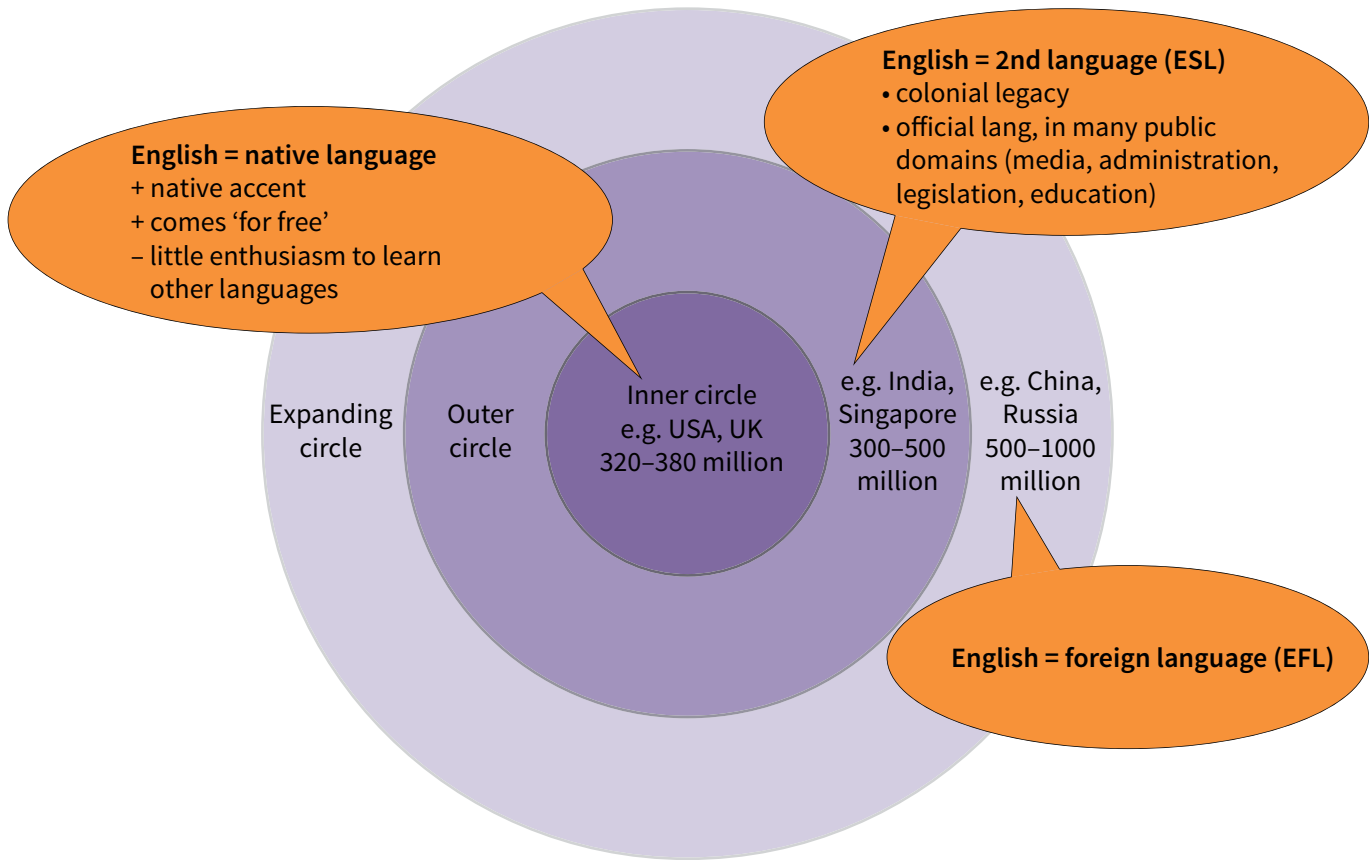 English = 2nd language (ESL)
• colonial legacy
• official lang, in many public
domains (media, administration,
legislation, education)
English = native language
+ native accent
+ comes ‘for free’
– little enthusiasm to learn
other languages
Expanding
circle
Outer
circle
Inner circle
e.g. USA, UK
320–380 million
e.g. India,
Singapore
300–500
million
e.g. China,
Russia
500–1000
million
English = foreign language (EFL)